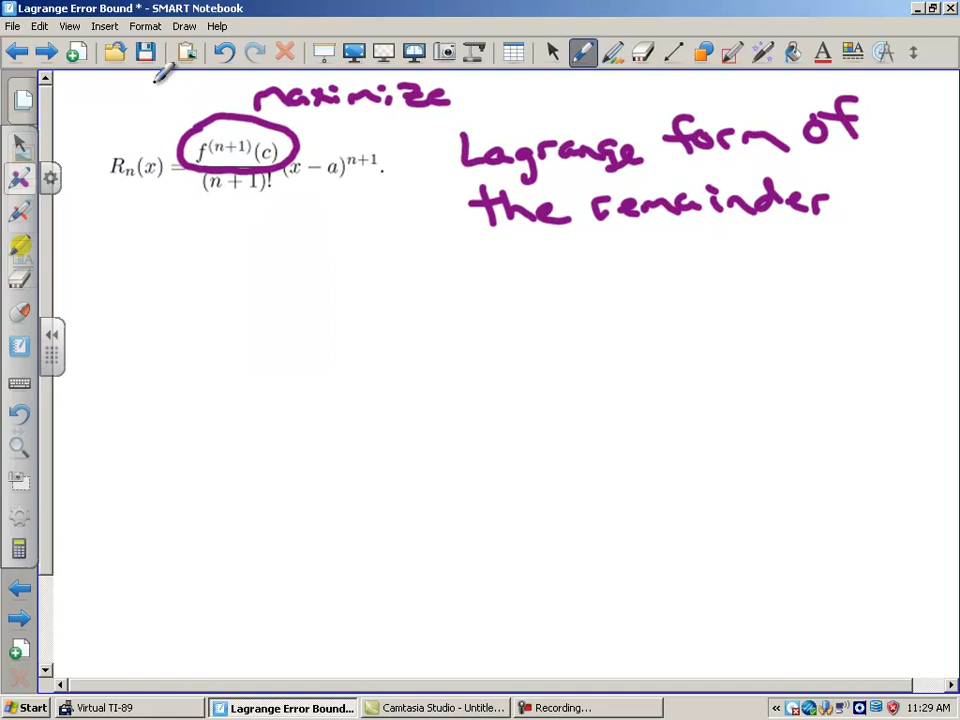 Lagrange Error Bound * - SMART Notebook
File Edit View Insert Format Draw Help
maximize
R_n(x) = \frac{f^{(n+1)}(c)}{(n+1)!}(x − a)^{n+1}.
Lagrange form of
the remainder
Start Virtual TI-89 Lagrange Error Bound... Camtasia Studio - Untitle... Recording... 11:29 AM